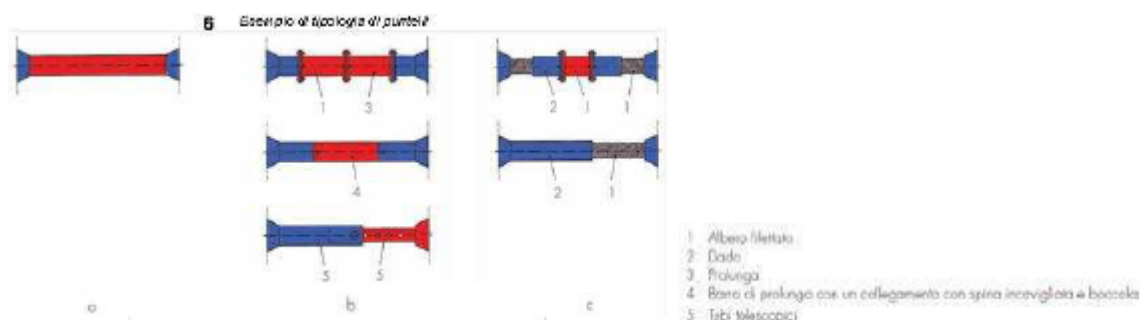 6 Esempio di tipologia di puntelli
1 3 2 1 1
4 2 1
5 5
a b c
1 Albero filettato
2 Dado
3 Prolunga
4 Barra di prolunga con un collegamento con spina incavigliata e boccola
5 Tubi telescopici